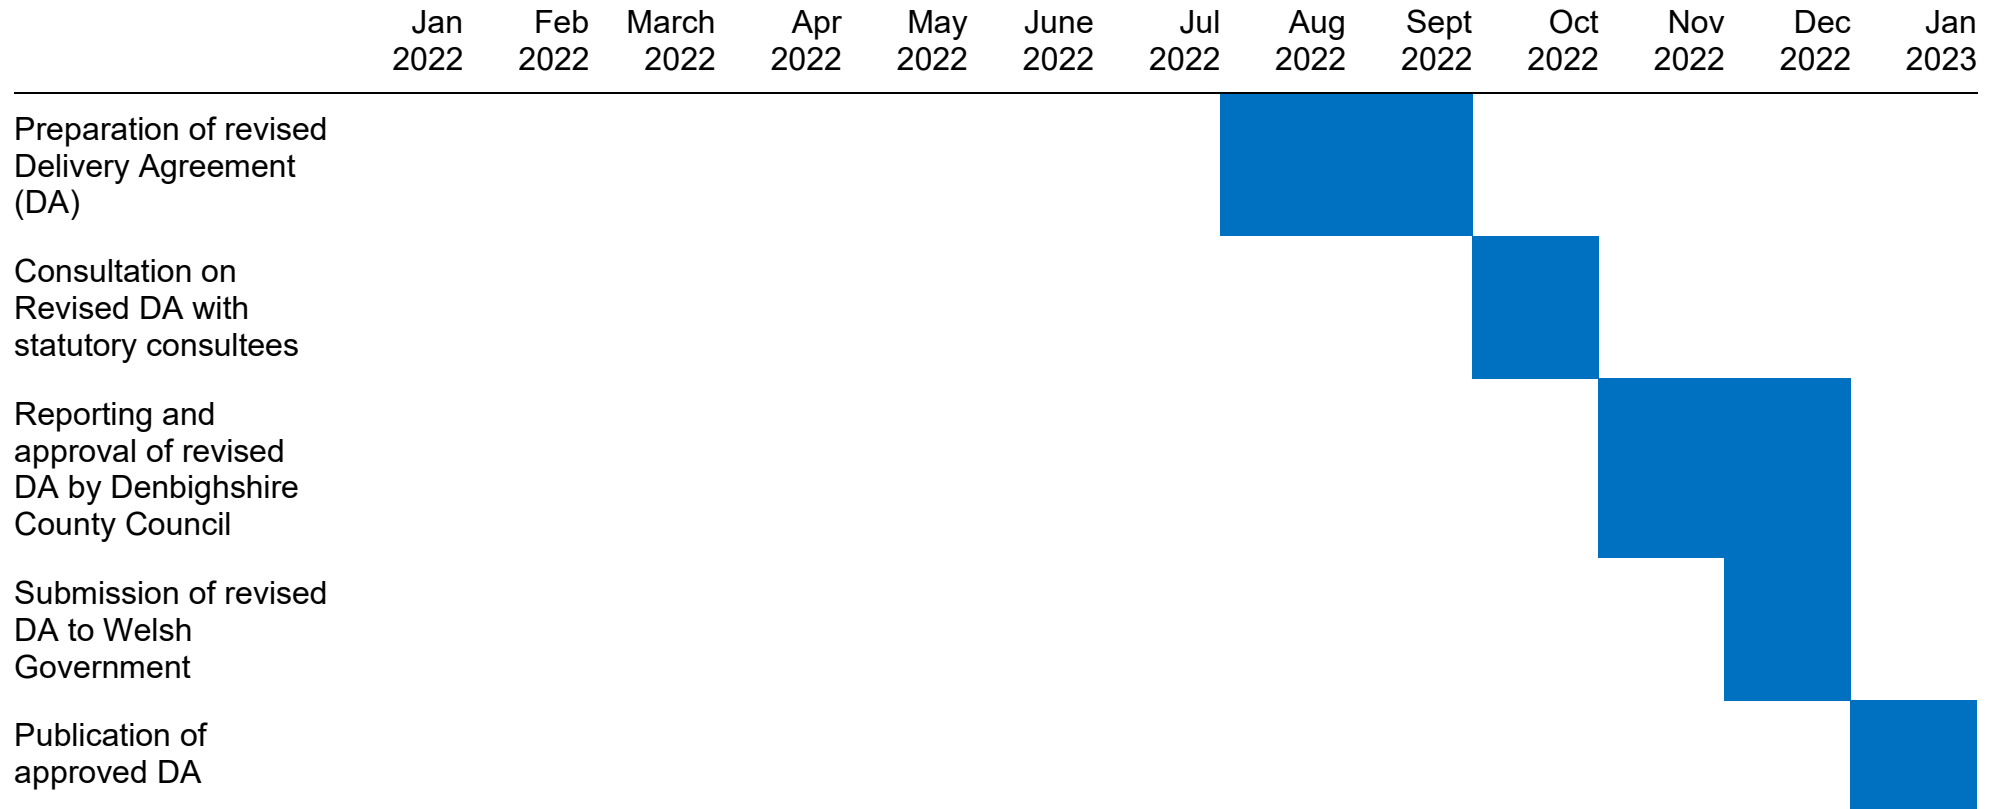 Jan Feb March Apr May June Jul Aug Sept Oct Nov Dec Jan
2022 2022 2022 2022 2022 2022 2022 2022 2022 2022 2022 2022 2023
Preparation of revised
Delivery Agreement
(DA)
Consultation on
Revised DA with
statutory consultees
Reporting and
approval of revised
DA by Denbighshire
County Council
Submission of revised
DA to Welsh
Government
Publication of
approved DA